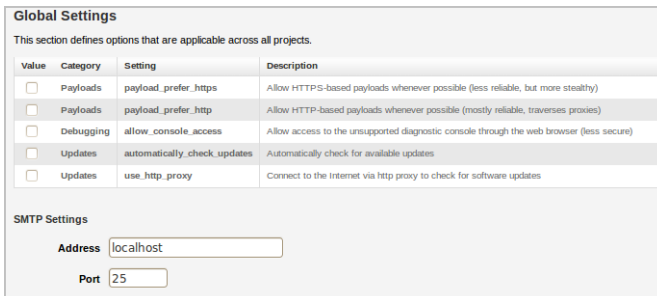 Global Settings
This section defines options that are applicable across all projects.
Value Category Setting Description
Payloads payload_prefer_https Allow HTTPS-based payloads whenever possible (less reliable, but more stealthy)
Payloads payload_prefer_http Allow HTTP-based payloads whenever possible (mostly reliable, traverses proxies)
Debugging allow_console_access Allow access to the unsupported diagnostic console through the web browser (less secure)
Updates automatically_check_updates Automatically check for available updates
Updates use_http_proxy Connect to the Internet via http proxy to check for software updates
SMTP Settings
Address localhost
Port 25